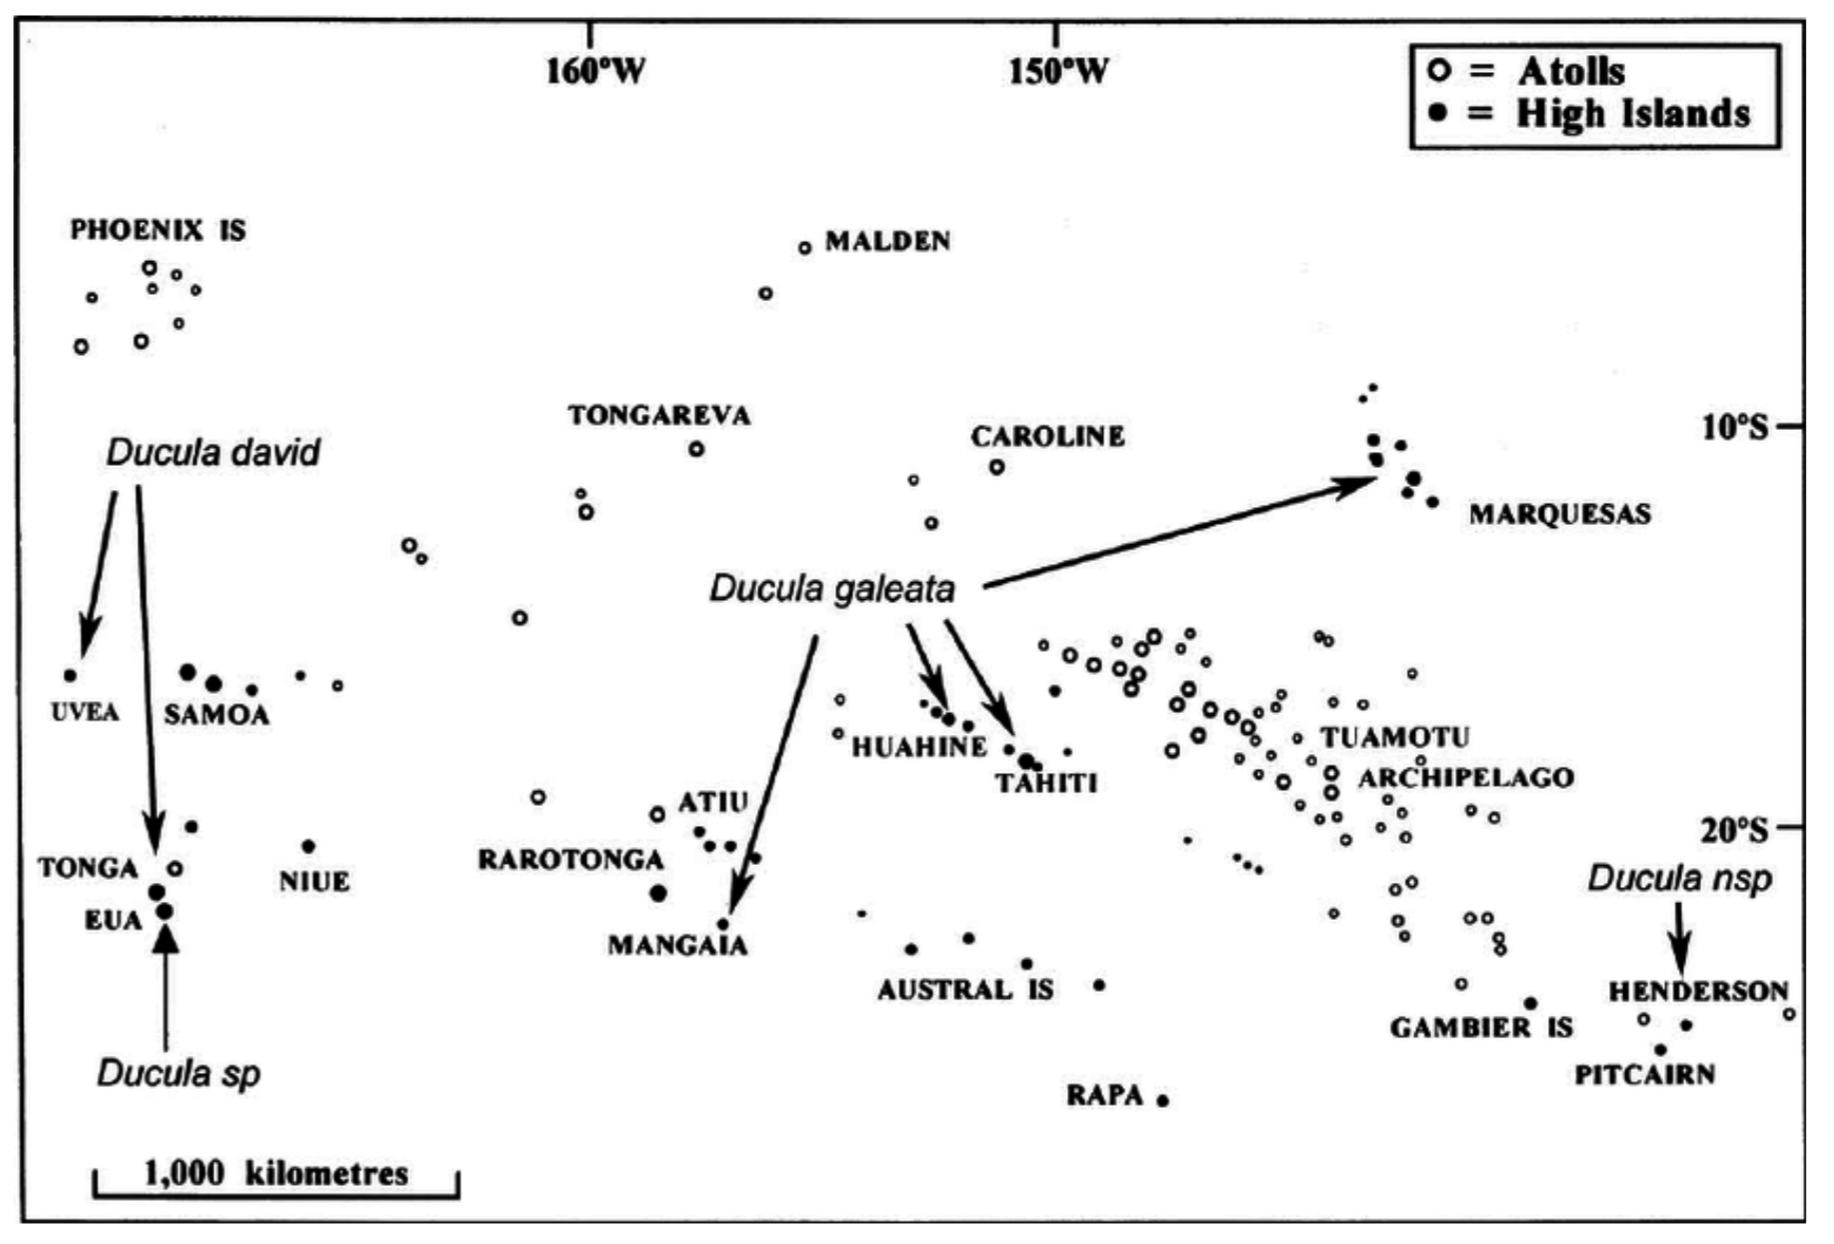 160°W
150°W
= Atolls
= High Islands
PHOENIX IS
MALDEN
TONGAREVA
CAROLINE
10°S
Ducula david
MARQUESAS
Ducula galeata
UVEA
SAMOA
HUAHINE
TAHITI
TUAMOTU
ARCHIPELAGO
ATIU
20°S
RAROTONGA
TONGA
NIUE
EUA
MANGAIA
Ducula nsp
AUSTRAL IS
HENDERSON
GAMBIER IS
Ducula sp
PITCAIRN
RAPA
1,000 kilometres